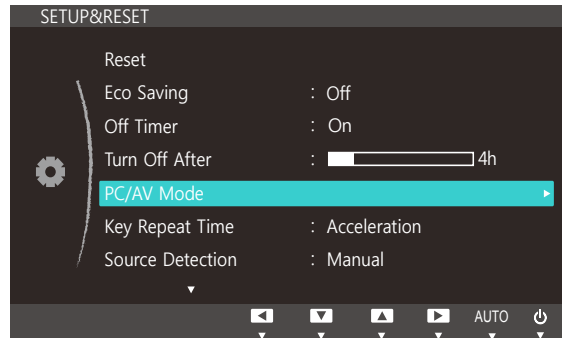 SETUP&RESET
Reset
Eco Saving : Off
Off Timer : On
Turn Off After : 4h
PC/AV Mode
Key Repeat Time : Acceleration
Source Detection : Manual
AUTO